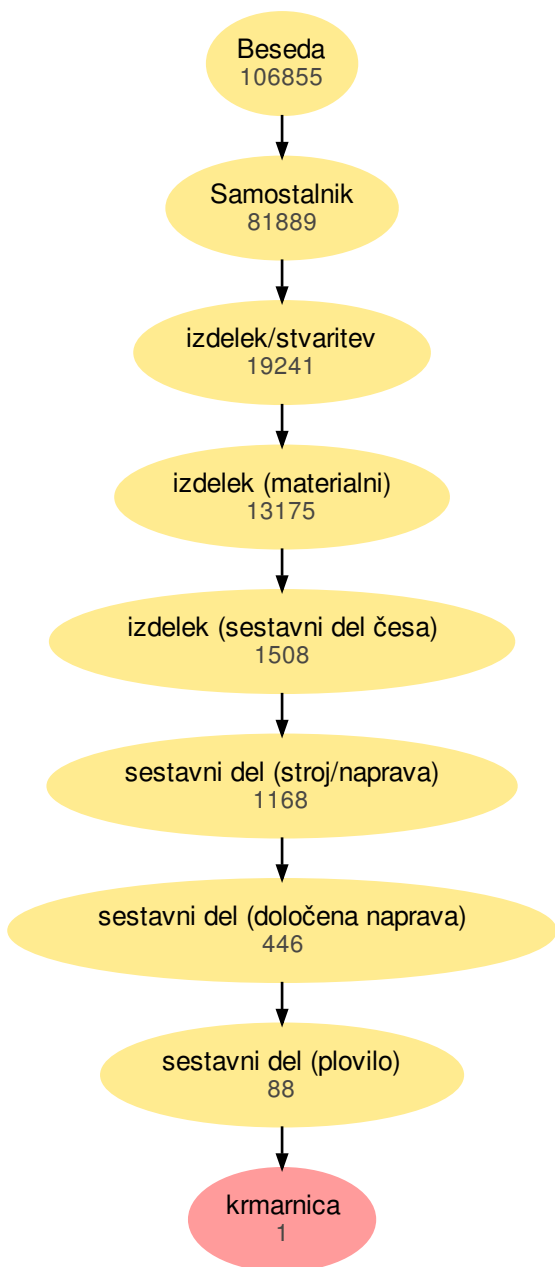 Beseda
106855
Samostalnik
81889
izdelek/stvaritev
19241
izdelek (materialni)
13175
izdelek (sestavni del česa)
1508
sestavni del (stroj/naprava)
1168
sestavni del (določena naprava)
446
sestavni del (plovilo)
88
krmarnica
1